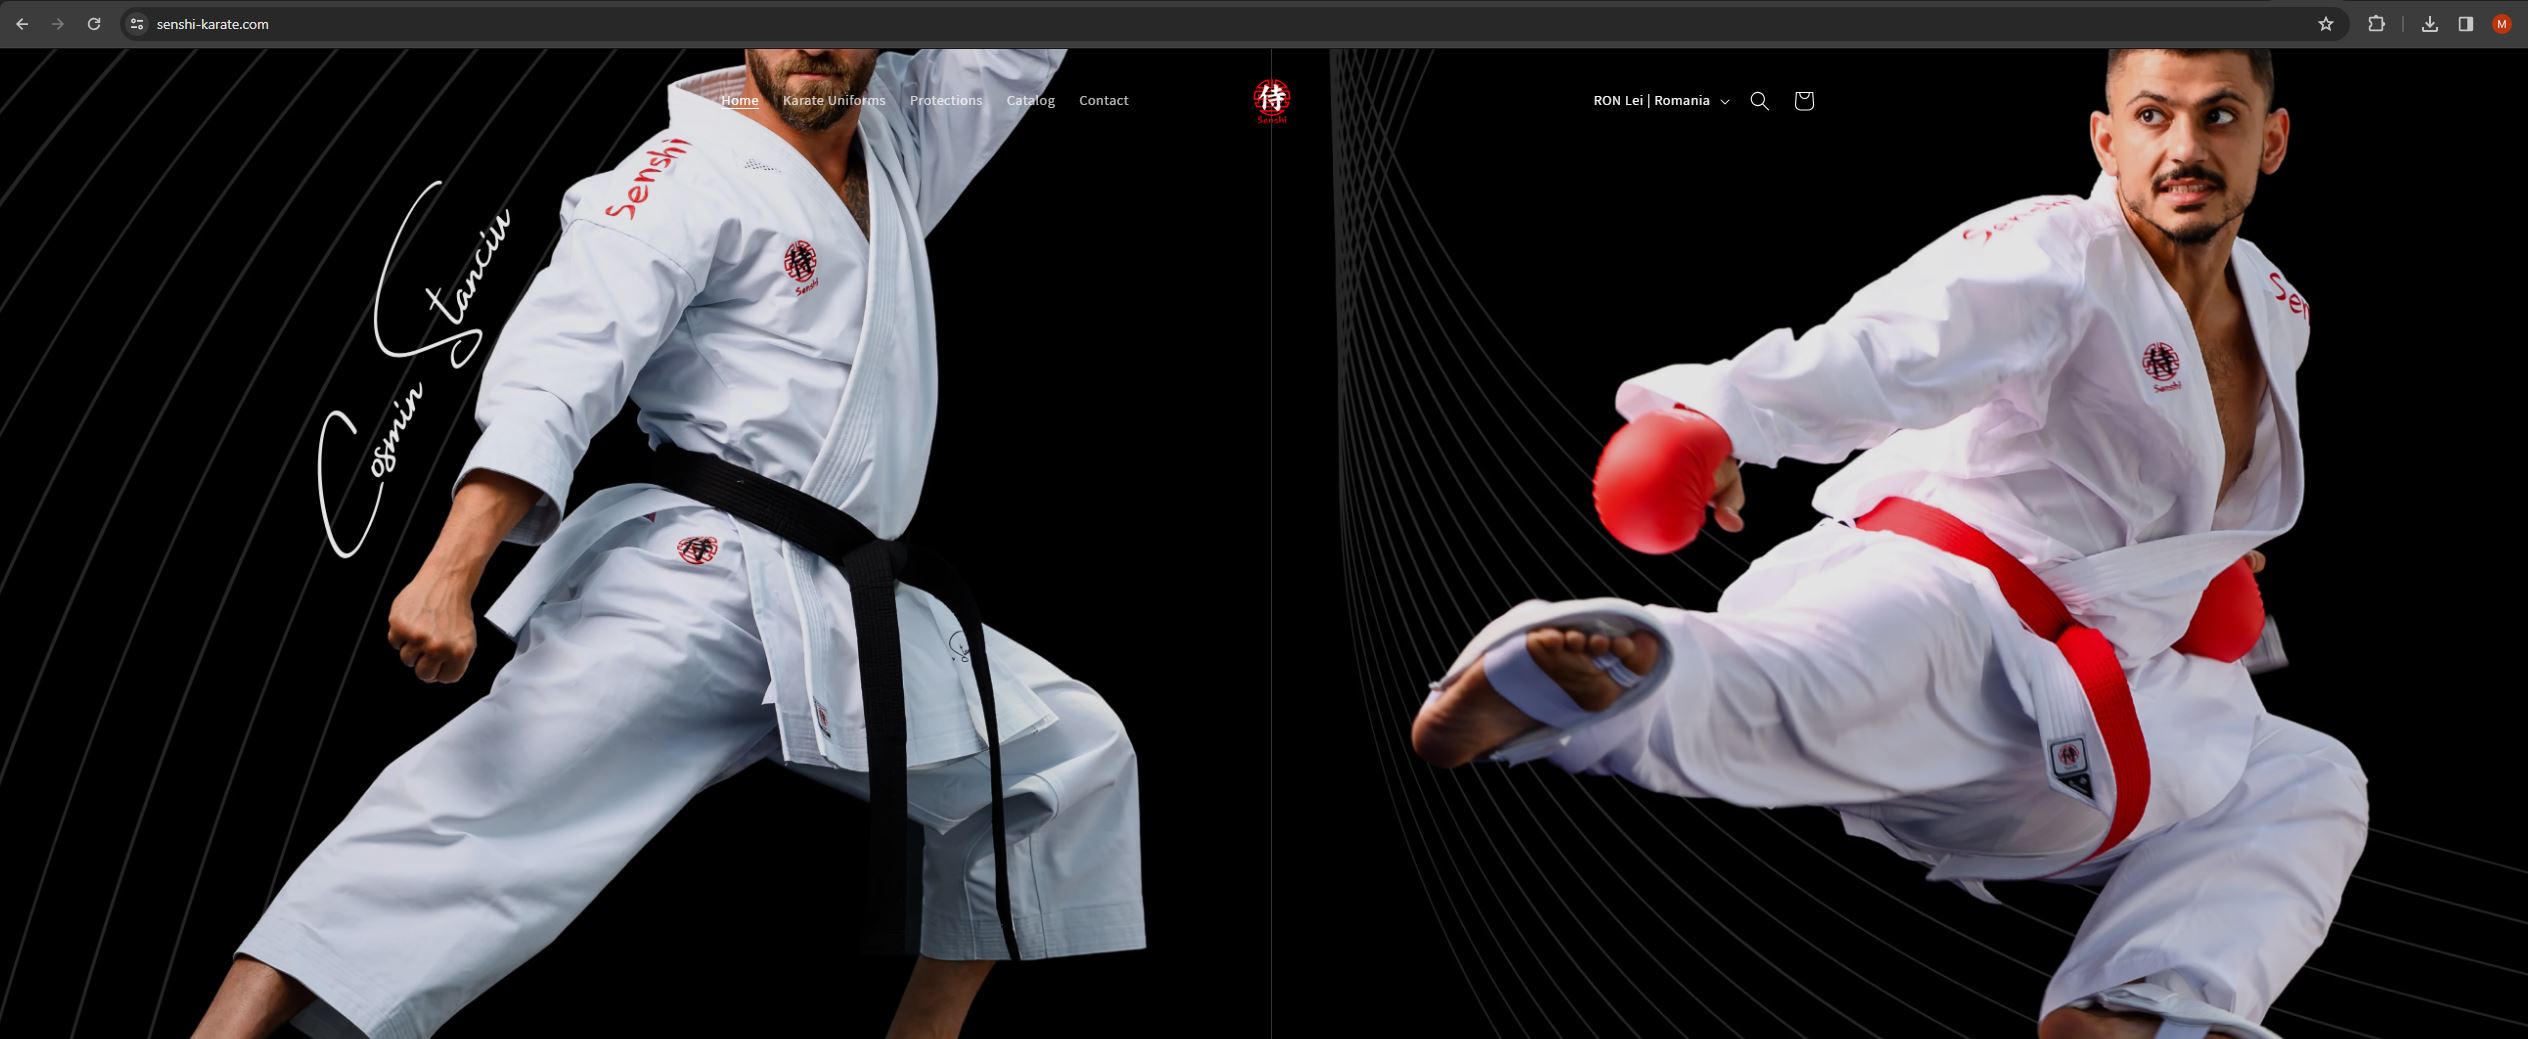 senshi-karate.com
M
Home Karate Uniforms Protections Catalog Contact
侍
Senshi
RON Lei | Romania
Senshi
侍
Senshi
Cosmin Stanciu
侍
Senshi
Sen
侍
Senshi